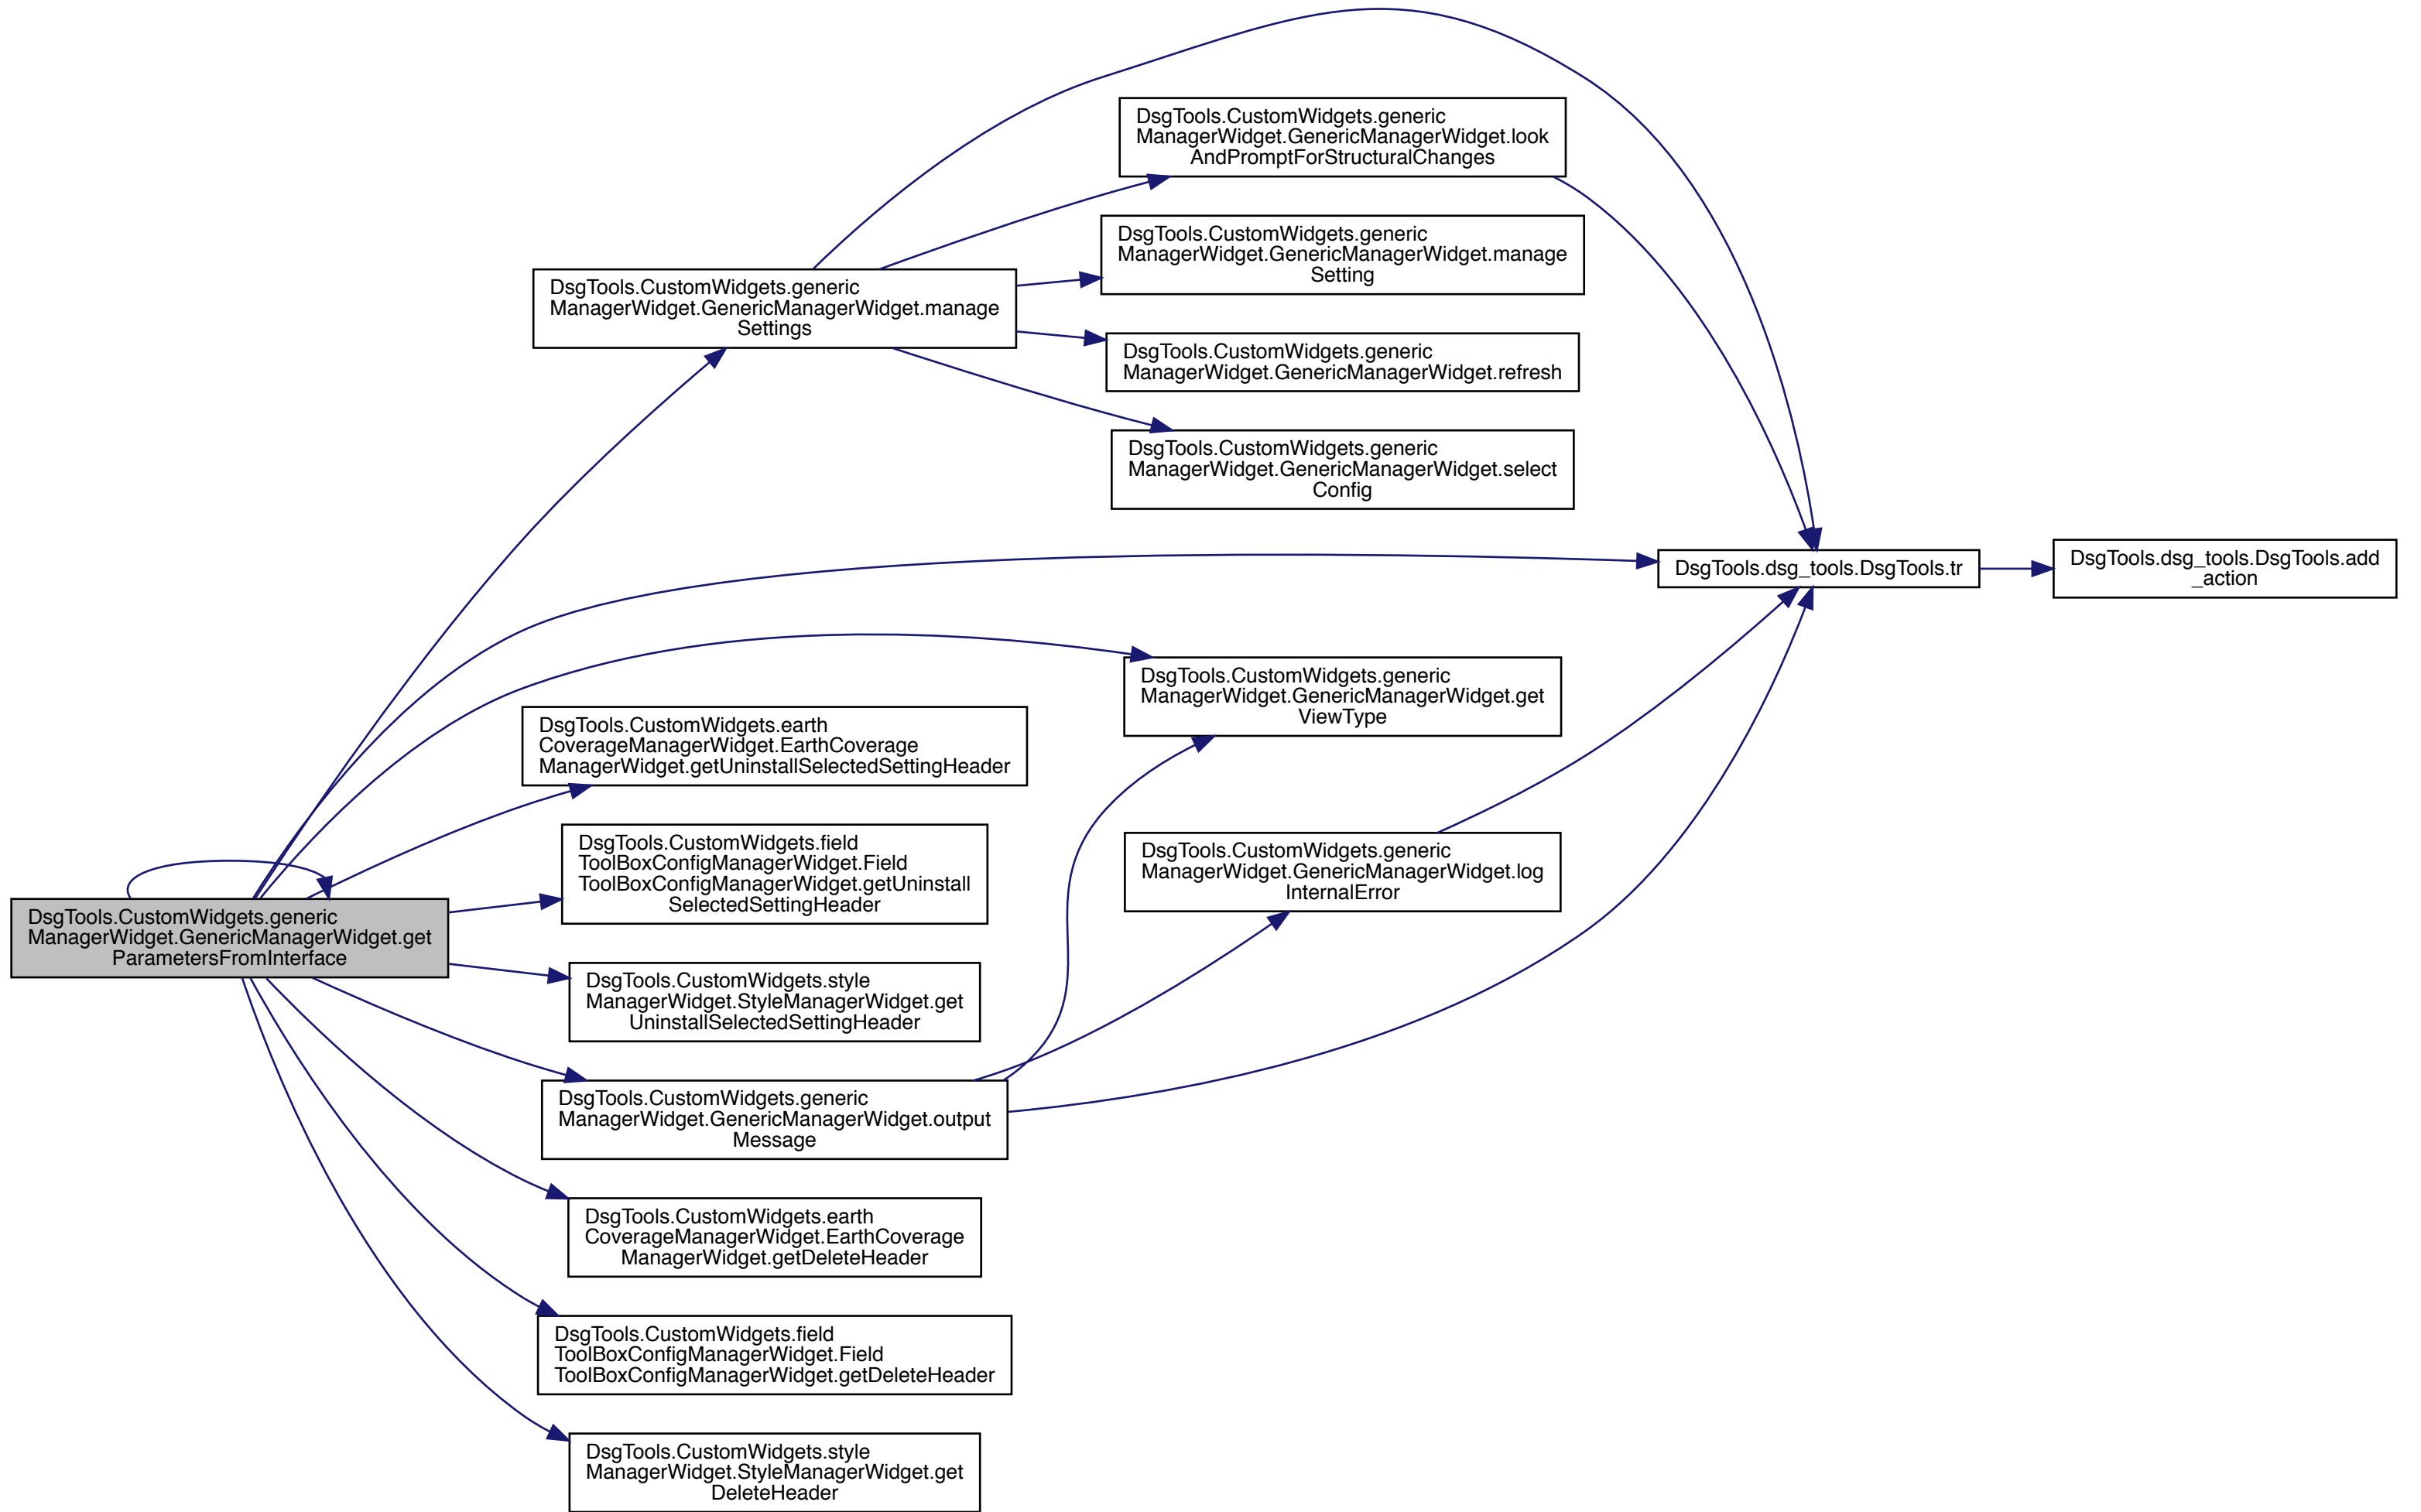 DsgTools.CustomWidgets.generic
ManagerWidget.GenericManagerWidget.get
ParametersFromInterface
DsgTools.CustomWidgets.generic
ManagerWidget.GenericManagerWidget.manage
Settings
DsgTools.CustomWidgets.earth
CoverageManagerWidget.EarthCoverage
ManagerWidget.getUninstallSelectedSettingHeader
DsgTools.CustomWidgets.field
ToolBoxConfigManagerWidget.Field
ToolBoxConfigManagerWidget.getUninstall
SelectedSettingHeader
DsgTools.CustomWidgets.style
ManagerWidget.StyleManagerWidget.get
UninstallSelectedSettingHeader
DsgTools.CustomWidgets.generic
ManagerWidget.GenericManagerWidget.output
Message
DsgTools.CustomWidgets.earth
CoverageManagerWidget.EarthCoverage
ManagerWidget.getDeleteHeader
DsgTools.CustomWidgets.field
ToolBoxConfigManagerWidget.Field
ToolBoxConfigManagerWidget.getDeleteHeader
DsgTools.CustomWidgets.style
ManagerWidget.StyleManagerWidget.get
DeleteHeader
DsgTools.CustomWidgets.generic
ManagerWidget.GenericManagerWidget.look
AndPromptForStructuralChanges
DsgTools.CustomWidgets.generic
ManagerWidget.GenericManagerWidget.manage
Setting
DsgTools.CustomWidgets.generic
ManagerWidget.GenericManagerWidget.refresh
DsgTools.CustomWidgets.generic
ManagerWidget.GenericManagerWidget.select
Config
DsgTools.CustomWidgets.generic
ManagerWidget.GenericManagerWidget.get
ViewType
DsgTools.CustomWidgets.generic
ManagerWidget.GenericManagerWidget.log
InternalError
DsgTools.dsg_tools.DsgTools.tr
DsgTools.dsg_tools.DsgTools.add
_action